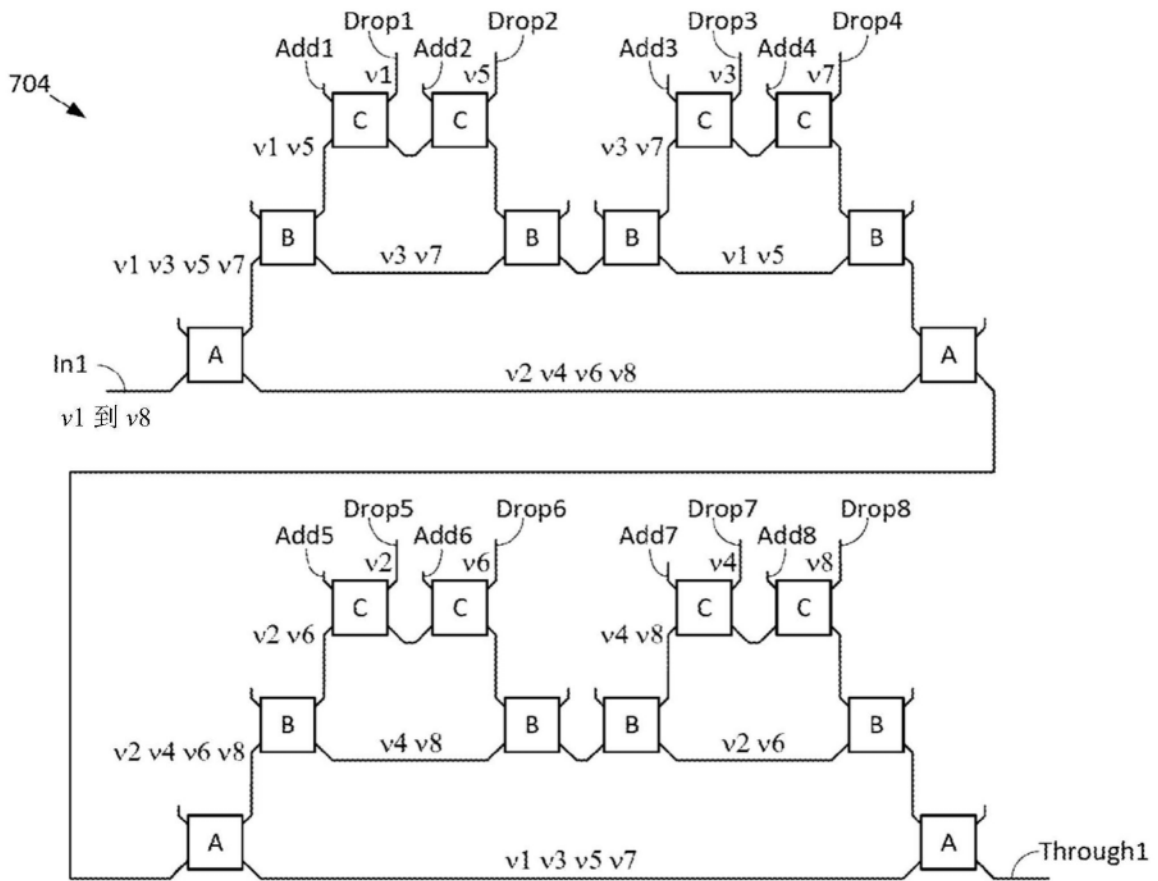 704
Add1
Drop1
Add2
Drop2
Add3
Drop3
Add4
Drop4
ν1
ν5
ν3
ν7
C
C
C
C
ν1 ν5
ν3 ν7
B
B
B
B
ν3 ν7
ν1 ν5
ν1 ν3 ν5 ν7
A
A
In1
ν2 ν4 ν6 ν8
ν1 到 ν8
Add5
Drop5
Add6
Drop6
Add7
Drop7
Add8
Drop8
ν2
ν6
ν4
ν8
C
C
C
C
ν2 ν6
ν4 ν8
B
B
B
B
ν4 ν8
ν2 ν6
ν2 ν4 ν6 ν8
A
A
ν1 ν3 ν5 ν7
Through1